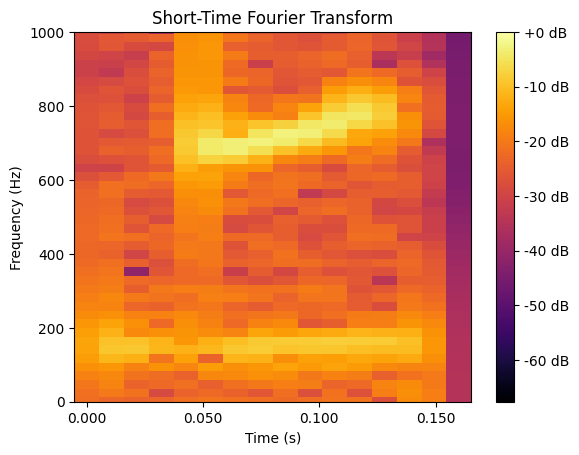 Short-Time Fourier Transform
1000
800
600
400
200
0
Frequency (Hz)
0.000
0.050
0.100
0.150
Time (s)
+0 dB
-10 dB
-20 dB
-30 dB
-40 dB
-50 dB
-60 dB